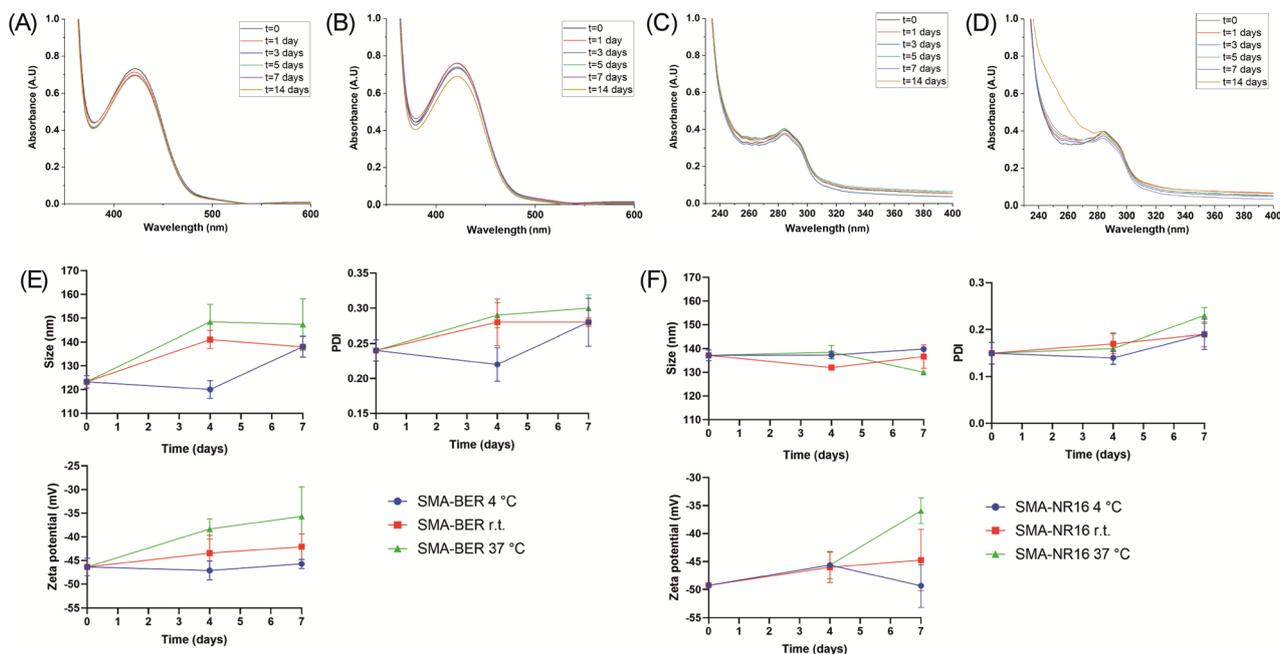 (A)
1.0
0.8
0.6
0.4
0.2
0.0
Absorbance (A.U)
400
500
600
Wavelength (nm)
t=0
t=1 day
t=3 days
t=5 days
t=7 days
t=14 days
(B)
1.0
0.8
0.6
0.4
0.2
0.0
Absorbance (A.U)
400
500
600
Wavelength (nm)
t=0
t=1 day
t=3 days
t=5 days
t=7 days
t=14 days
(C)
1.0
0.8
0.6
0.4
0.2
0.0
Absorbance (A.U)
240 260 280 300 320 340 360 380 400
Wavelength (nm)
t=0
t=1 days
t=3 days
t=5 days
t=7 days
t=14 days
(D)
1.0
0.8
0.6
0.4
0.2
0.0
Absorbance (A.U)
240 260 280 300 320 340 360 380 400
Wavelength (nm)
t=0
t=1 days
t=3 days
t=5 days
t=7 days
t=14 days
(E)
170
160
150
140
130
120
110
Size (nm)
0 1 2 3 4 5 6 7
Time (days)
0.35
0.30
0.25
0.20
0.15
PDI
0 1 2 3 4 5 6 7
Time (days)
-25
-30
-35
-40
-45
-50
-55
Zeta potential (mV)
0 1 2 3 4 5 6 7
Time (days)
SMA-BER 4 °C
SMA-BER r.t.
SMA-BER 37 °C
(F)
170
160
150
140
130
120
110
Size (nm)
0 1 2 3 4 5 6 7
Time (days)
0.3
0.2
0.1
0.0
PDI
0 1 2 3 4 5 6 7
Time (days)
-30
-35
-40
-45
-50
-55
Zeta potential (mV)
0 1 2 3 4 5 6 7
Time (days)
SMA-NR16 4 °C
SMA-NR16 r.t.
SMA-NR16 37 °C